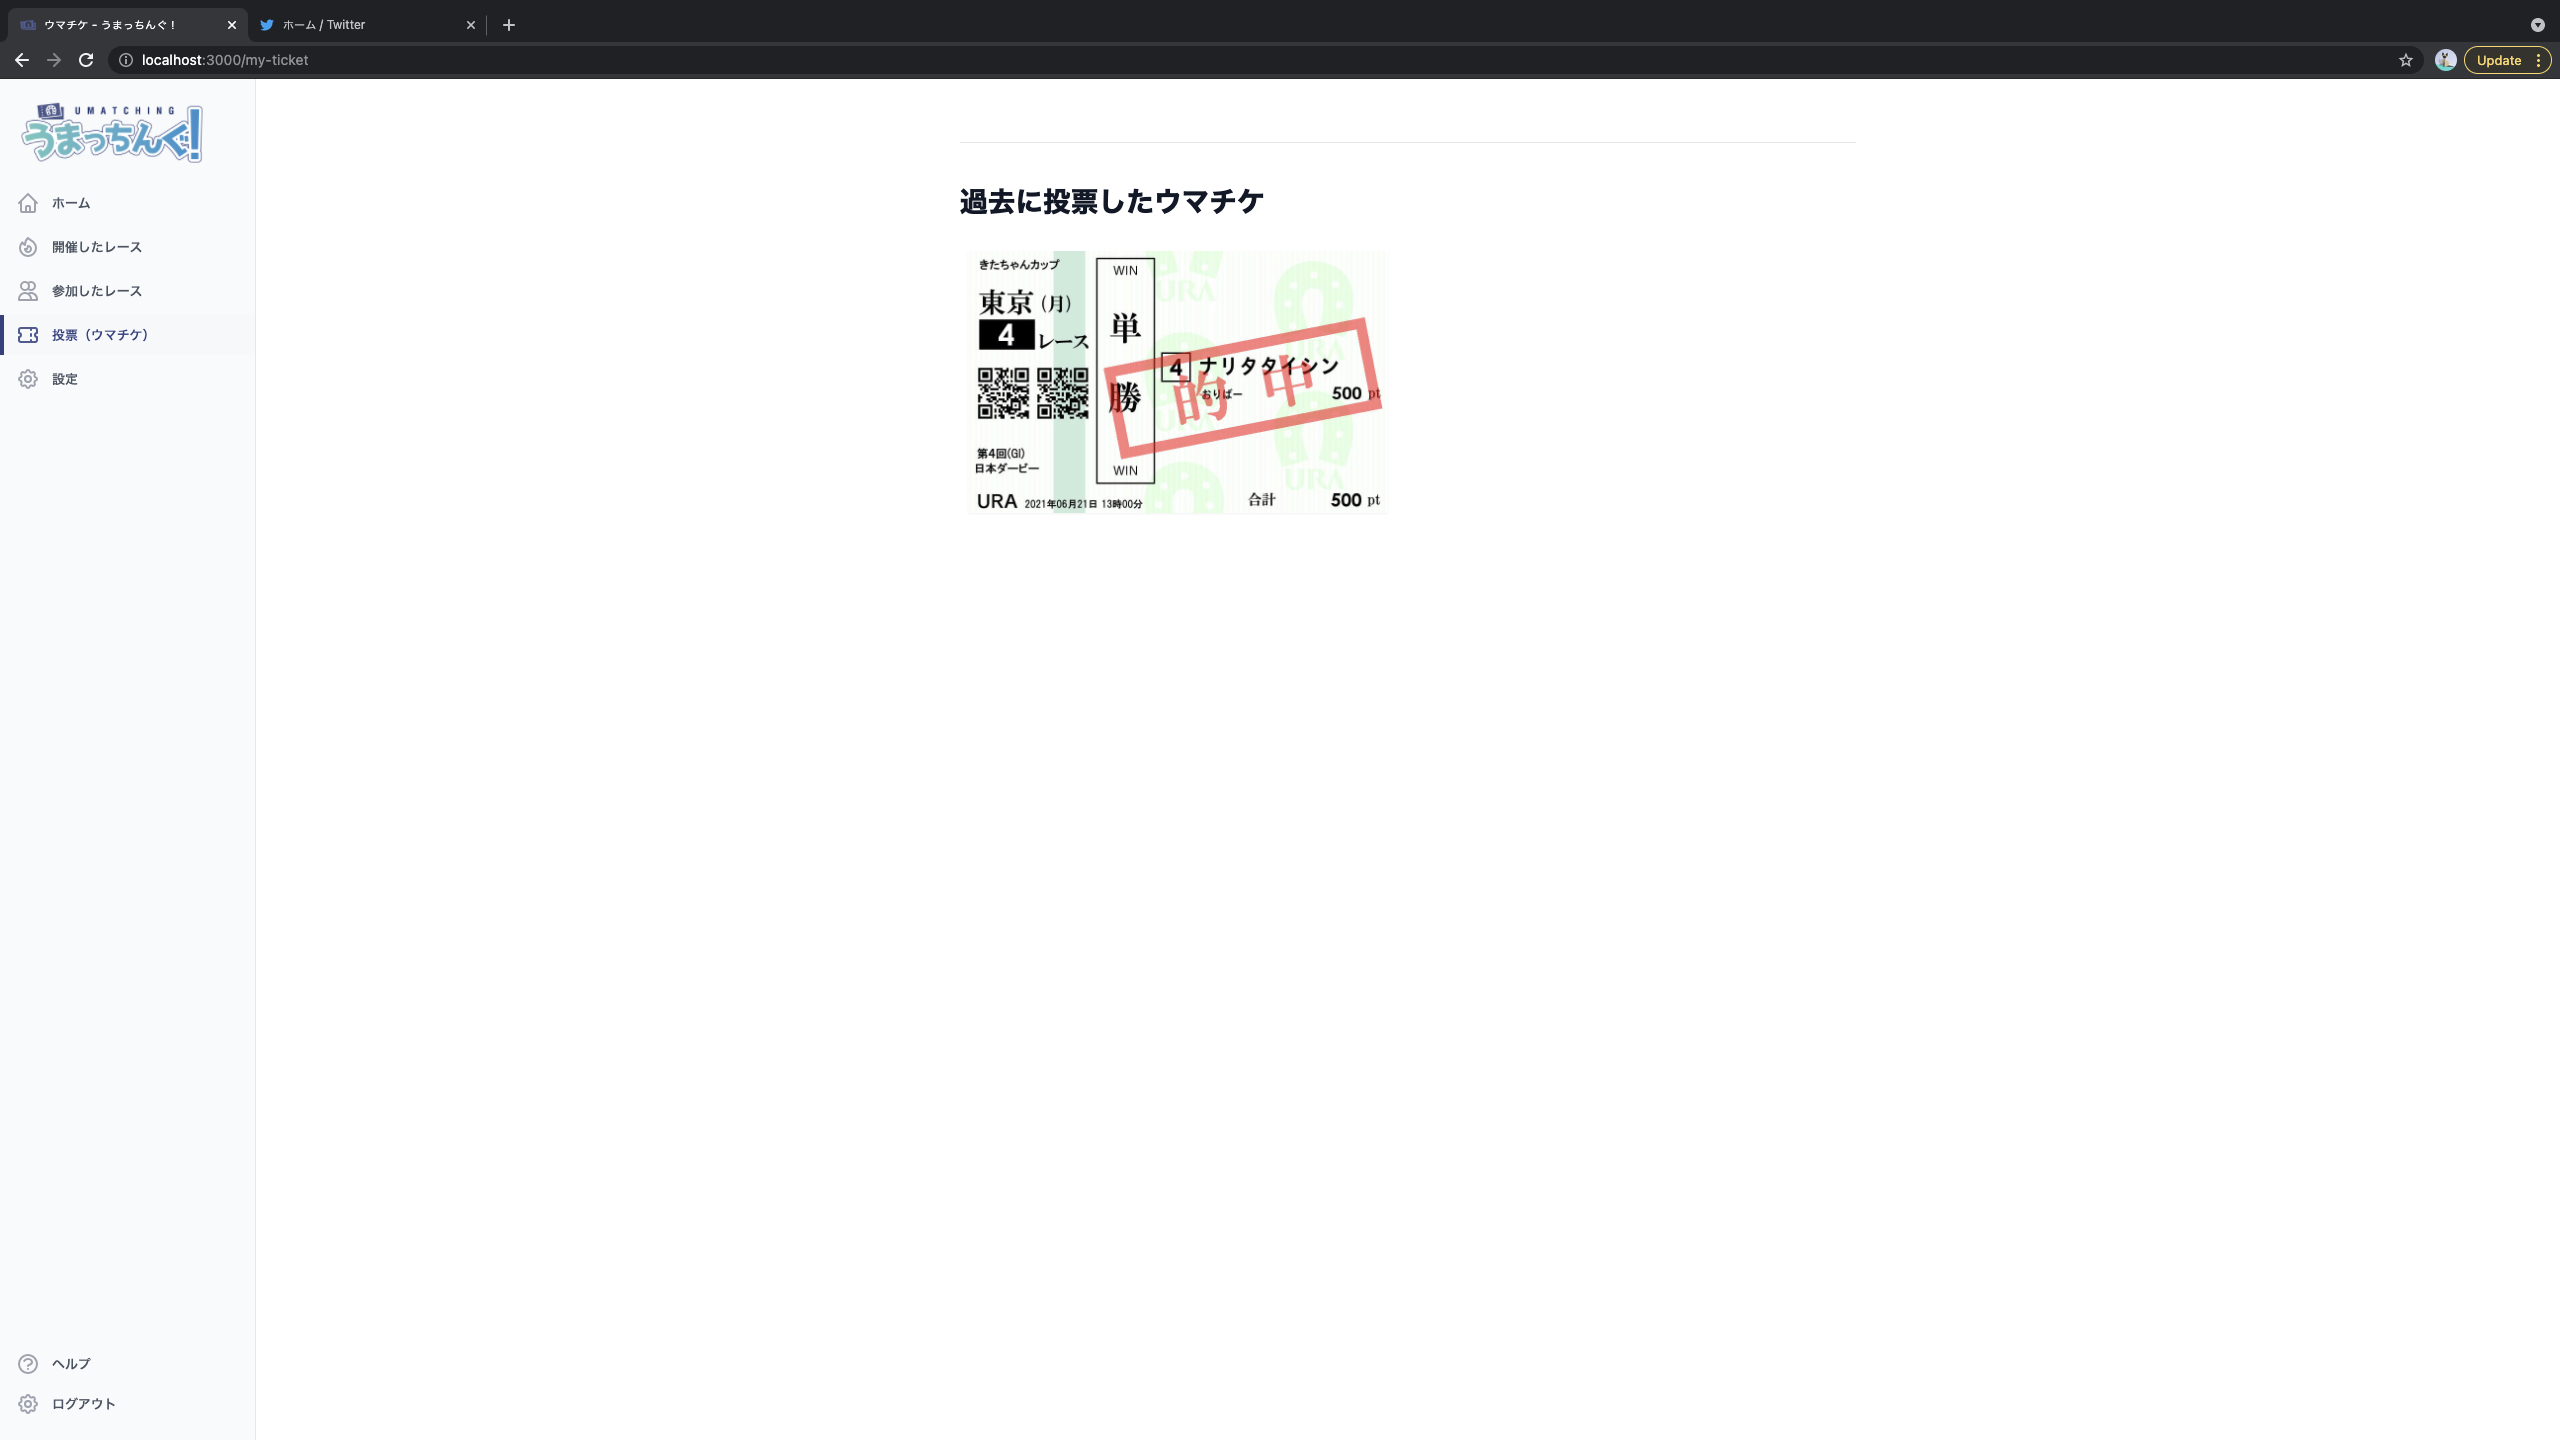 ウマチケ - うまっちんぐ！
ホーム / Twitter
localhost:3000/my-ticket
Update
UMATCHING
うまっちんぐ！
ホーム
開催したレース
参加したレース
投票（ウマチケ）
設定
ヘルプ
ログアウト
過去に投票したウマチケ
きたちゃんカップ
東京 (月)
4 レース
第4回(GI)
日本ダービー
URA 2021年06月21日 13時00分
WIN
単勝
WIN
4 ナリタタイシン
おりばー 500 pt
的中
合計 500 pt
URA
URA
URA
URA